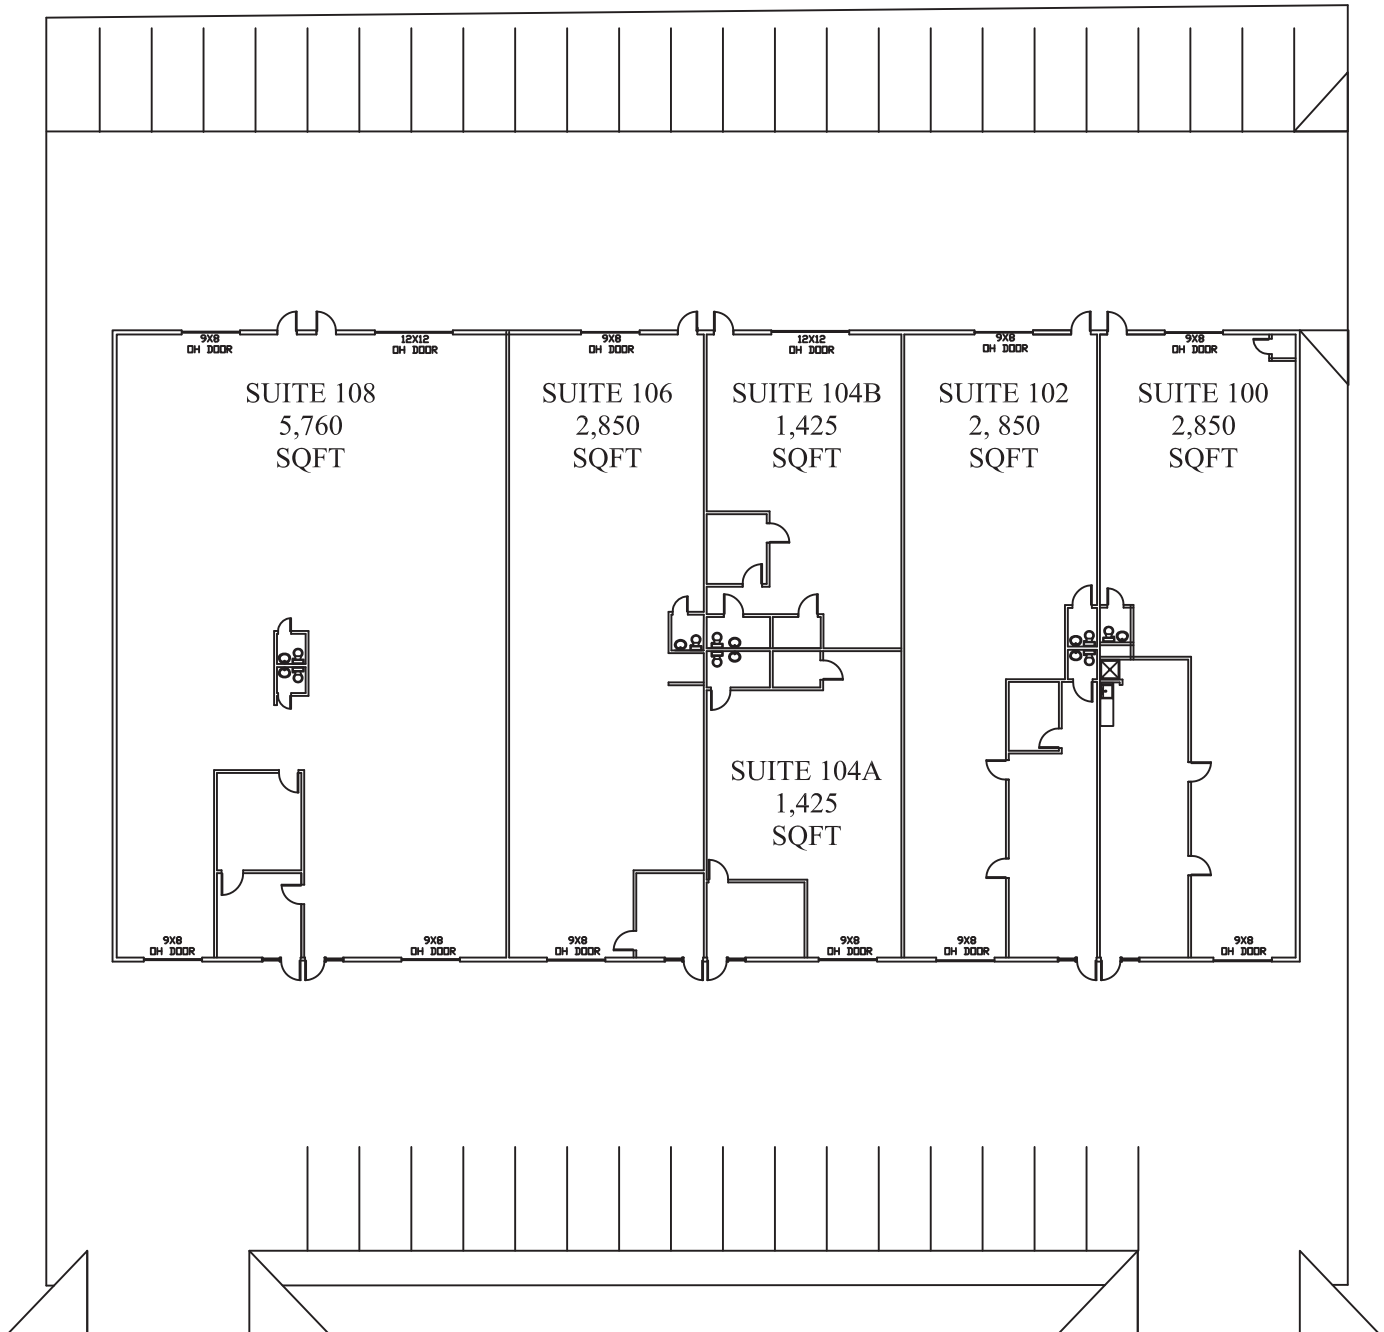 9X8
OH DOOR
12X12
OH DOOR
9X8
OH DOOR
12X12
OH DOOR
9X8
OH DOOR
9X8
OH DOOR
SUITE 108
5,760
SQFT
SUITE 106
2,850
SQFT
SUITE 104B
1,425
SQFT
SUITE 102
2, 850
SQFT
SUITE 100
2,850
SQFT
SUITE 104A
1,425
SQFT
9X8
OH DOOR
9X8
OH DOOR
9X8
OH DOOR
9X8
OH DOOR
9X8
OH DOOR
9X8
OH DOOR